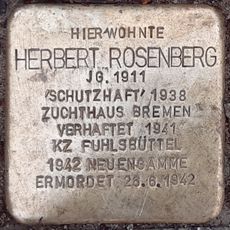 HIER WOHNTE
HERBERT ROSENBERG
JG. 1911
'SCHUTZHAFT' 1938
ZUCHTHAUS BREMEN
VERHAFTET 1941
KZ FUHLSBÜTTEL
1942 NEUENGAMME
ERMORDET 28.6.1942